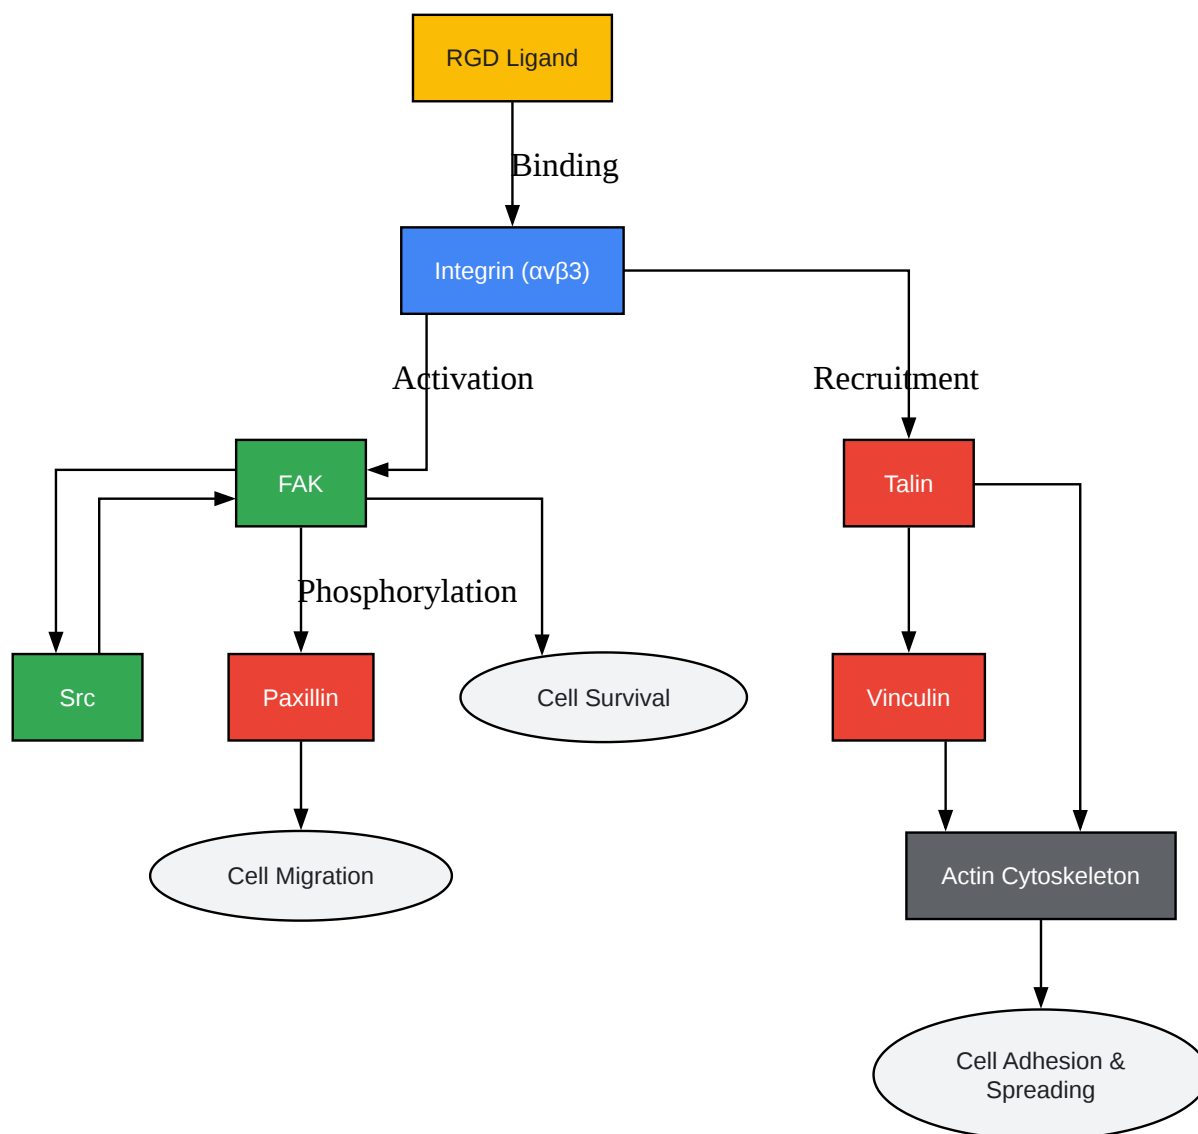 RGD Ligand
Binding
Integrin (αvβ3)
Activation
Recruitment
FAK
Talin
Phosphorylation
Src
Paxillin
Cell Survival
Vinculin
Cell Migration
Actin Cytoskeleton
Cell Adhesion &
Spreading